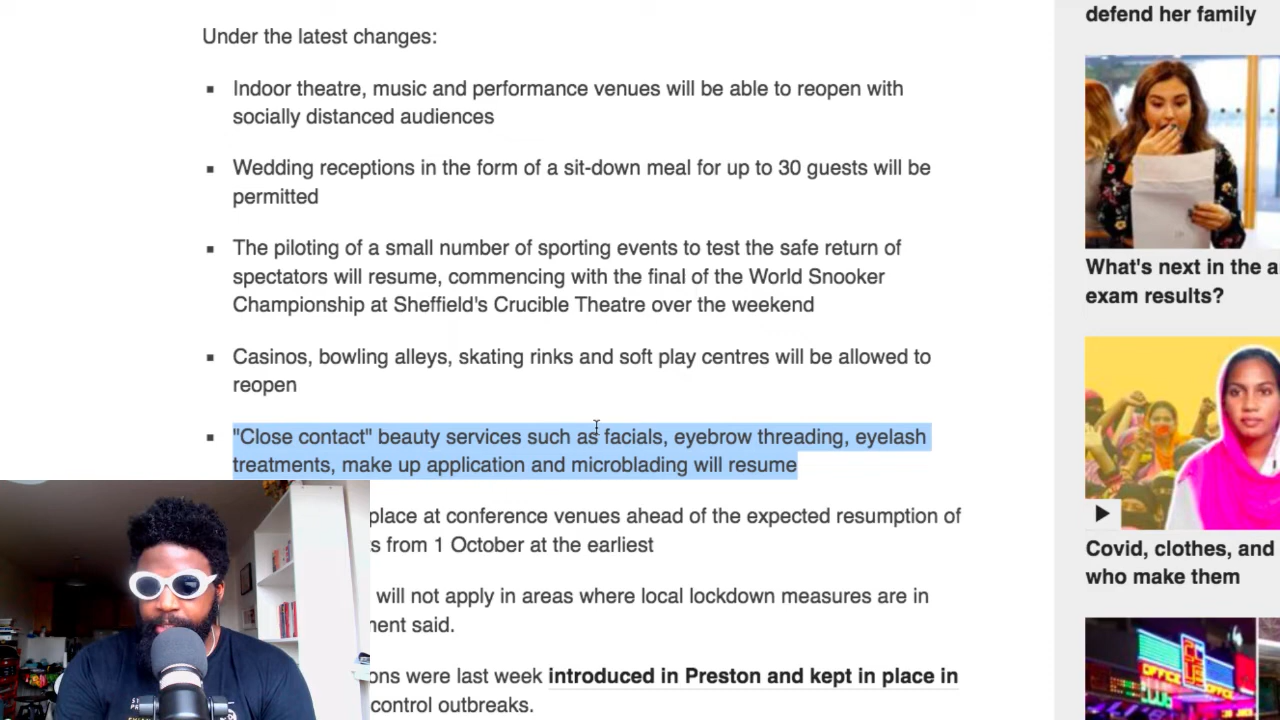 Under the latest changes:
Indoor theatre, music and performance venues will be able to reopen with
socially distanced audiences
Wedding receptions in the form of a sit-down meal for up to 30 guests will be
permitted
The piloting of a small number of sporting events to test the safe return of
spectators will resume, commencing with the final of the World Snooker
Championship at Sheffield's Crucible Theatre over the weekend
Casinos, bowling alleys, skating rinks and soft play centres will be allowed to
reopen
"Close contact" beauty services such as facials, eyebrow threading, eyelash
treatments, make up application and microblading will resume
place at conference venues ahead of the expected resumption of
s from 1 October at the earliest
will not apply in areas where local lockdown measures are in
ent said.
ons were last week introduced in Preston and kept in place in
control outbreaks.
defend her family
What's next in the a
exam results?
Covid, clothes, and
who make them
OFFICE
OFFICE